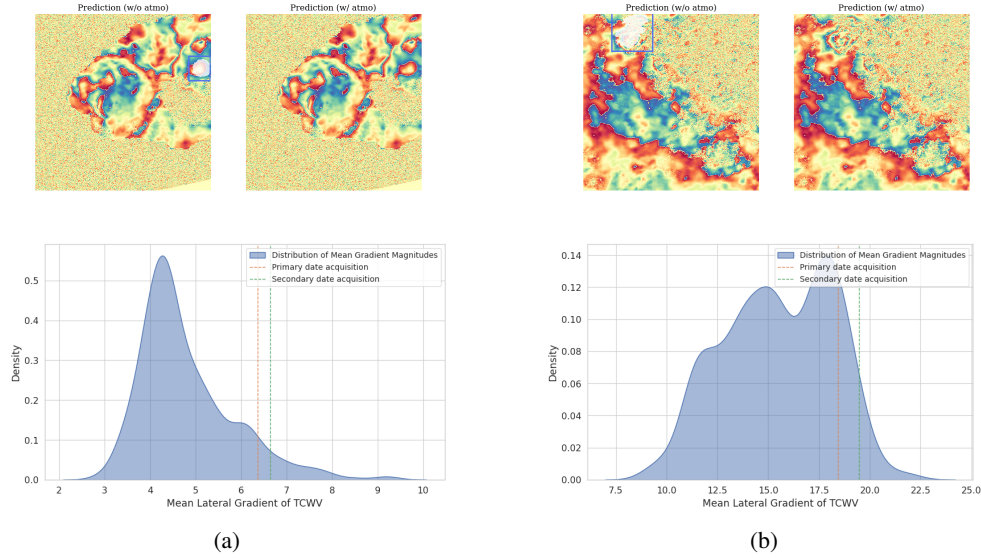 Prediction (w/o atmo)
Prediction (w/ atmo)
Prediction (w/o atmo)
Prediction (w/ atmo)
Distribution of Mean Gradient Magnitudes
Primary date acquisition
Secondary date acquisition
0.5
0.4
0.3
0.2
0.1
0.0
Density
2 3 4 5 6 7 8 9 10
Mean Lateral Gradient of TCWV
(a)
Distribution of Mean Gradient Magnitudes
Primary date acquisition
Secondary date acquisition
0.14
0.12
0.10
0.08
0.06
0.04
0.02
0.00
Density
7.5 10.0 12.5 15.0 17.5 20.0 22.5 25.0
Mean Lateral Gradient of TCWV
(b)